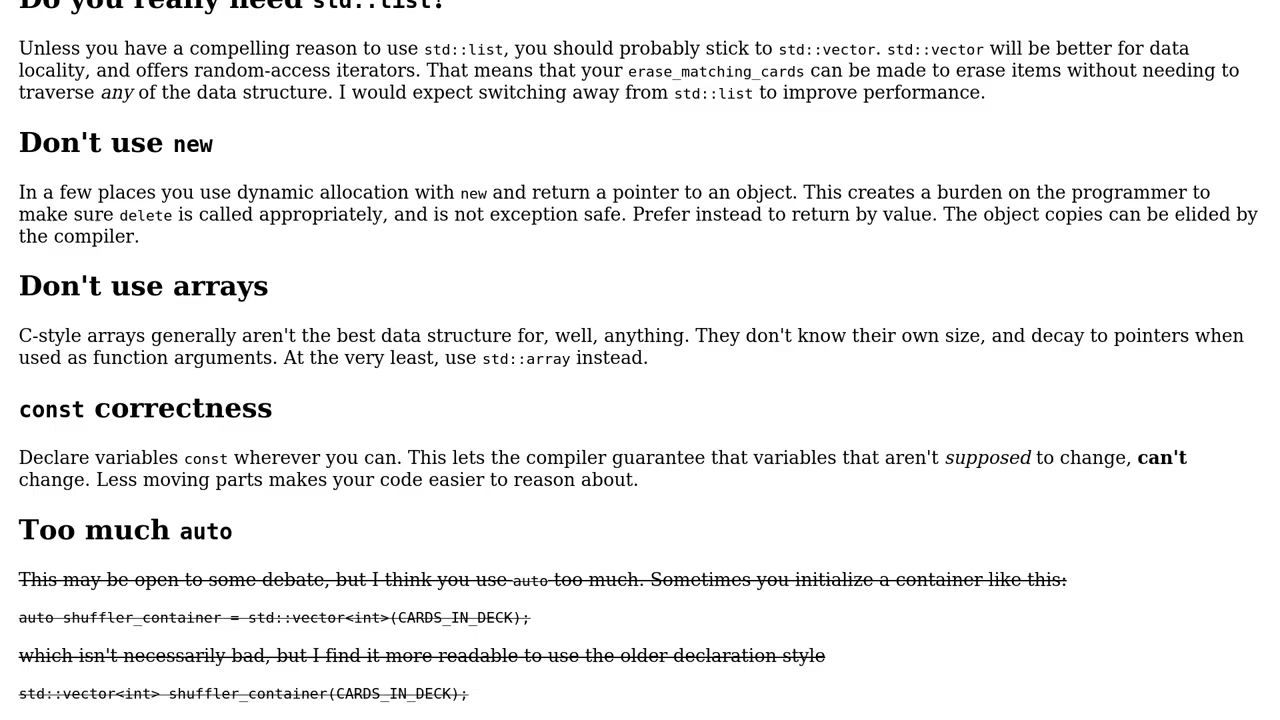 Do you really need std::list?
Unless you have a compelling reason to use std::list, you should probably stick to std::vector. std::vector will be better for data
locality, and offers random-access iterators. That means that your erase_matching_cards can be made to erase items without needing to
traverse any of the data structure. I would expect switching away from std::list to improve performance.
Don't use new
In a few places you use dynamic allocation with new and return a pointer to an object. This creates a burden on the programmer to
make sure delete is called appropriately, and is not exception safe. Prefer instead to return by value. The object copies can be elided by
the compiler.
Don't use arrays
C-style arrays generally aren't the best data structure for, well, anything. They don't know their own size, and decay to pointers when
used as function arguments. At the very least, use std::array instead.
const correctness
Declare variables const wherever you can. This lets the compiler guarantee that variables that aren't supposed to change, can't
change. Less moving parts makes your code easier to reason about.
Too much auto
This may be open to some debate, but I think you use auto too much. Sometimes you initialize a container like this:
auto shuffler_container = std::vector<int>(CARDS_IN_DECK);
which isn't necessarily bad, but I find it more readable to use the older declaration style
std::vector<int> shuffler_container(CARDS_IN_DECK);